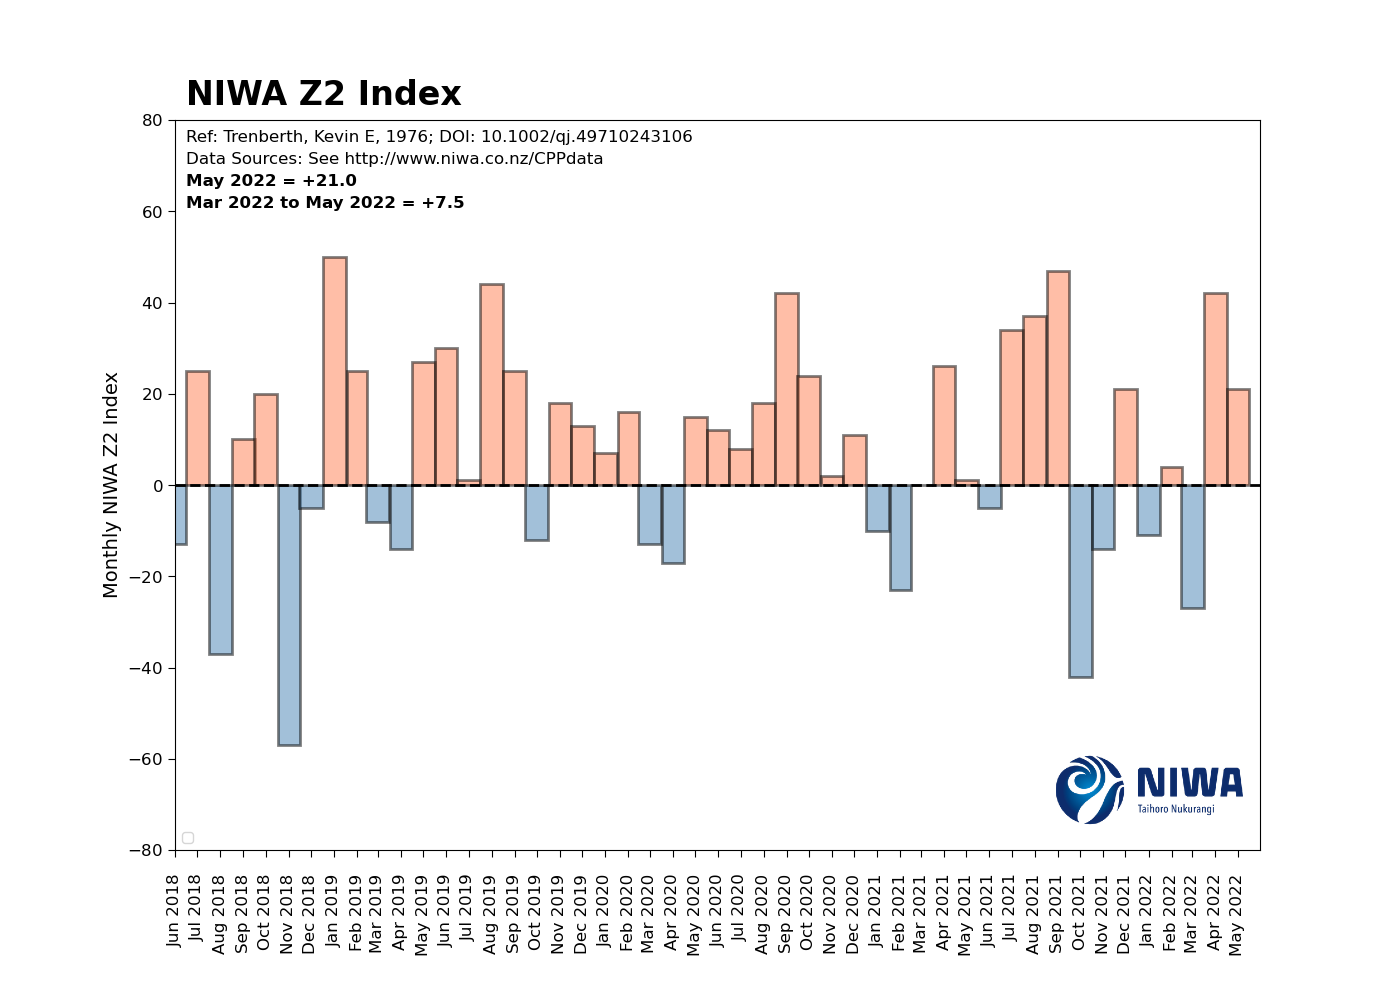 NIWA Z2 Index
Ref: Trenberth, Kevin E, 1976; DOI: 10.1002/qj.49710243106
Data Sources: See http://www.niwa.co.nz/CPPdata
May 2022 = +21.0
Mar 2022 to May 2022 = +7.5
Monthly NIWA Z2 Index
80
60
40
20
0
−20
−40
−60
−80
NIWA
Taihoro Nukurangi
Jun 2018
Jul 2018
Aug 2018
Sep 2018
Oct 2018
Nov 2018
Dec 2018
Jan 2019
Feb 2019
Mar 2019
Apr 2019
May 2019
Jun 2019
Jul 2019
Aug 2019
Sep 2019
Oct 2019
Nov 2019
Dec 2019
Jan 2020
Feb 2020
Mar 2020
Apr 2020
May 2020
Jun 2020
Jul 2020
Aug 2020
Sep 2020
Oct 2020
Nov 2020
Dec 2020
Jan 2021
Feb 2021
Mar 2021
Apr 2021
May 2021
Jun 2021
Jul 2021
Aug 2021
Sep 2021
Oct 2021
Nov 2021
Dec 2021
Jan 2022
Feb 2022
Mar 2022
Apr 2022
May 2022